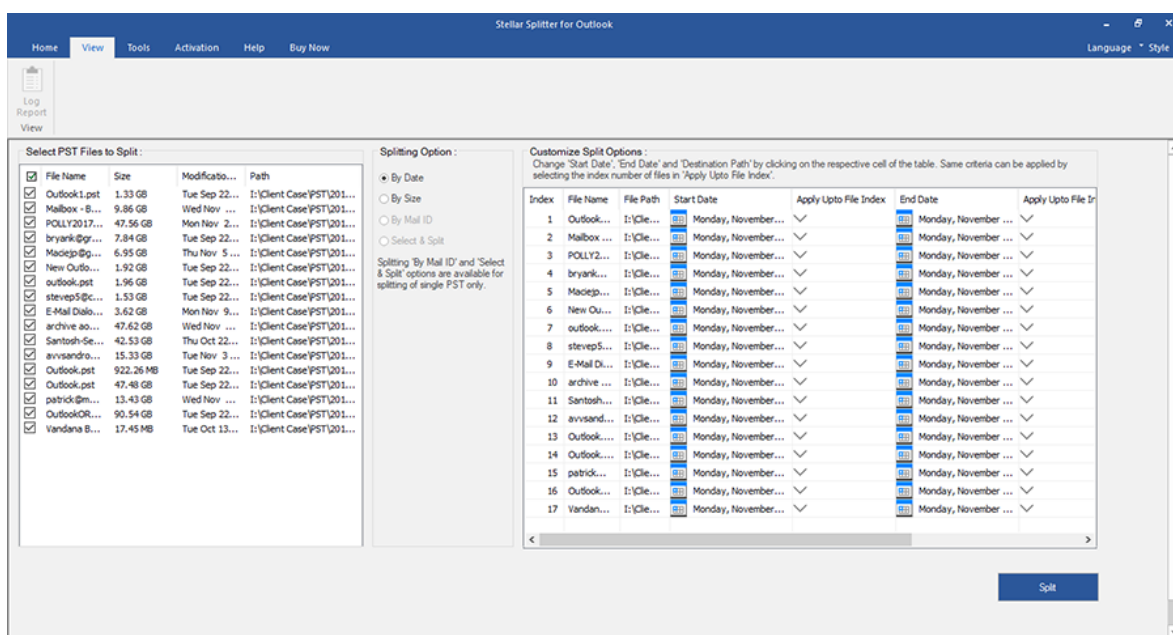 Stellar Splitter for Outlook
Home View Tools Activation Help Buy Now Language Style
Log
Report
View
Select PST Files to Split :
File Name Size Modificatio... Path
Outlook1.pst 1.33 GB Tue Sep 22... I:\Client Case\PST\201...
Mailbox - B... 9.86 GB Wed Nov ... I:\Client Case\PST\201...
POLLY2017... 47.56 GB Mon Nov 2... I:\Client Case\PST\201...
bryank@gr... 7.84 GB Tue Sep 22... I:\Client Case\PST\201...
Maciejp@g... 6.95 GB Thu Nov 5 ... I:\Client Case\PST\201...
New Outlo... 1.92 GB Tue Sep 22... I:\Client Case\PST\201...
outlook.pst 1.96 GB Tue Sep 22... I:\Client Case\PST\201...
stevep5@c... 1.53 GB Tue Sep 22... I:\Client Case\PST\201...
E-Mail Dialo... 3.62 GB Mon Nov 9... I:\Client Case\PST\201...
archive ao... 47.62 GB Wed Nov ... I:\Client Case\PST\201...
Santosh-Se... 42.53 GB Thu Oct 22... I:\Client Case\PST\201...
avvsandro... 15.33 GB Tue Nov 3 ... I:\Client Case\PST\201...
Outlook.pst 922.26 MB Tue Sep 22... I:\Client Case\PST\201...
Outlook.pst 47.48 GB Tue Sep 22... I:\Client Case\PST\201...
patrick@m... 13.43 GB Wed Nov ... I:\Client Case\PST\201...
OutlookOR... 90.54 GB Tue Sep 22... I:\Client Case\PST\201...
Vandana B... 17.45 MB Tue Oct 13... I:\Client Case\PST\201...
Splitting Option :
By Date
By Size
By Mail ID
Select & Split
Splitting 'By Mail ID' and 'Select
& Split' options are available for
splitting of single PST only.
Customize Split Options :
Change 'Start Date', 'End Date' and 'Destination Path' by clicking on the respective cell of the table. Same criteria can be applied by
selecting the index number of files in 'Apply Upto File Index'.
Index File Name File Path Start Date Apply Upto File Index End Date Apply Upto File Ir
1 Outlook... I:\Clie... Monday, November... Monday, November ...
2 Mailbox ... I:\Clie... Monday, November... Monday, November ...
3 POLLY2... I:\Clie... Monday, November... Monday, November ...
4 bryank... I:\Clie... Monday, November... Monday, November ...
5 Maciejp... I:\Clie... Monday, November... Monday, November ...
6 New Ou... I:\Clie... Monday, November... Monday, November ...
7 outlook.... I:\Clie... Monday, November... Monday, November ...
8 stevep5... I:\Clie... Monday, November... Monday, November ...
9 E-Mail Di... I:\Clie... Monday, November... Monday, November ...
10 archive ... I:\Clie... Monday, November... Monday, November ...
11 Santosh... I:\Clie... Monday, November... Monday, November ...
12 avvsand... I:\Clie... Monday, November... Monday, November ...
13 Outlook.... I:\Clie... Monday, November... Monday, November ...
14 Outlook.... I:\Clie... Monday, November... Monday, November ...
15 patrick... I:\Clie... Monday, November... Monday, November ...
16 Outlook... I:\Clie... Monday, November... Monday, November ...
17 Vandan... I:\Clie... Monday, November... Monday, November ...
Split